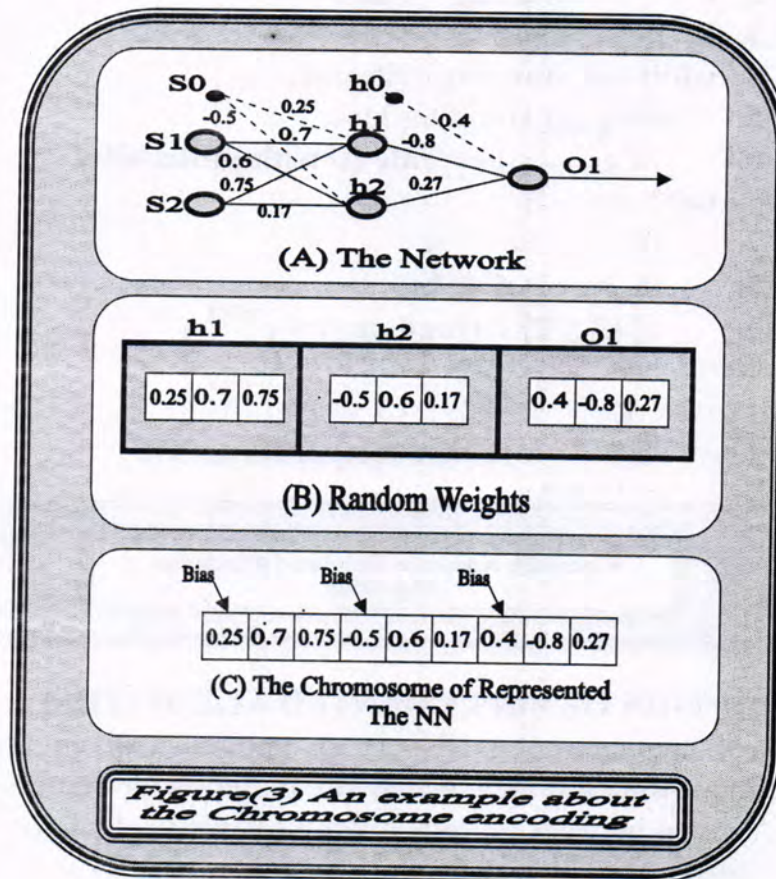 S0 h0
0.25 h1 0.4
-0.5
S1 0.7 -0.8
0.6 O1
0.75 h2 0.27
S2 0.17
(A) The Network
h1 h2 O1
0.25 0.7 0.75 -0.5 0.6 0.17 0.4 -0.8 0.27
(B) Random Weights
Bias Bias Bias
0.25 0.7 0.75 -0.5 0.6 0.17 0.4 -0.8 0.27
(C) The Chromosome of Represented
The NN
Figure(3) An example about
the Chromosome encoding